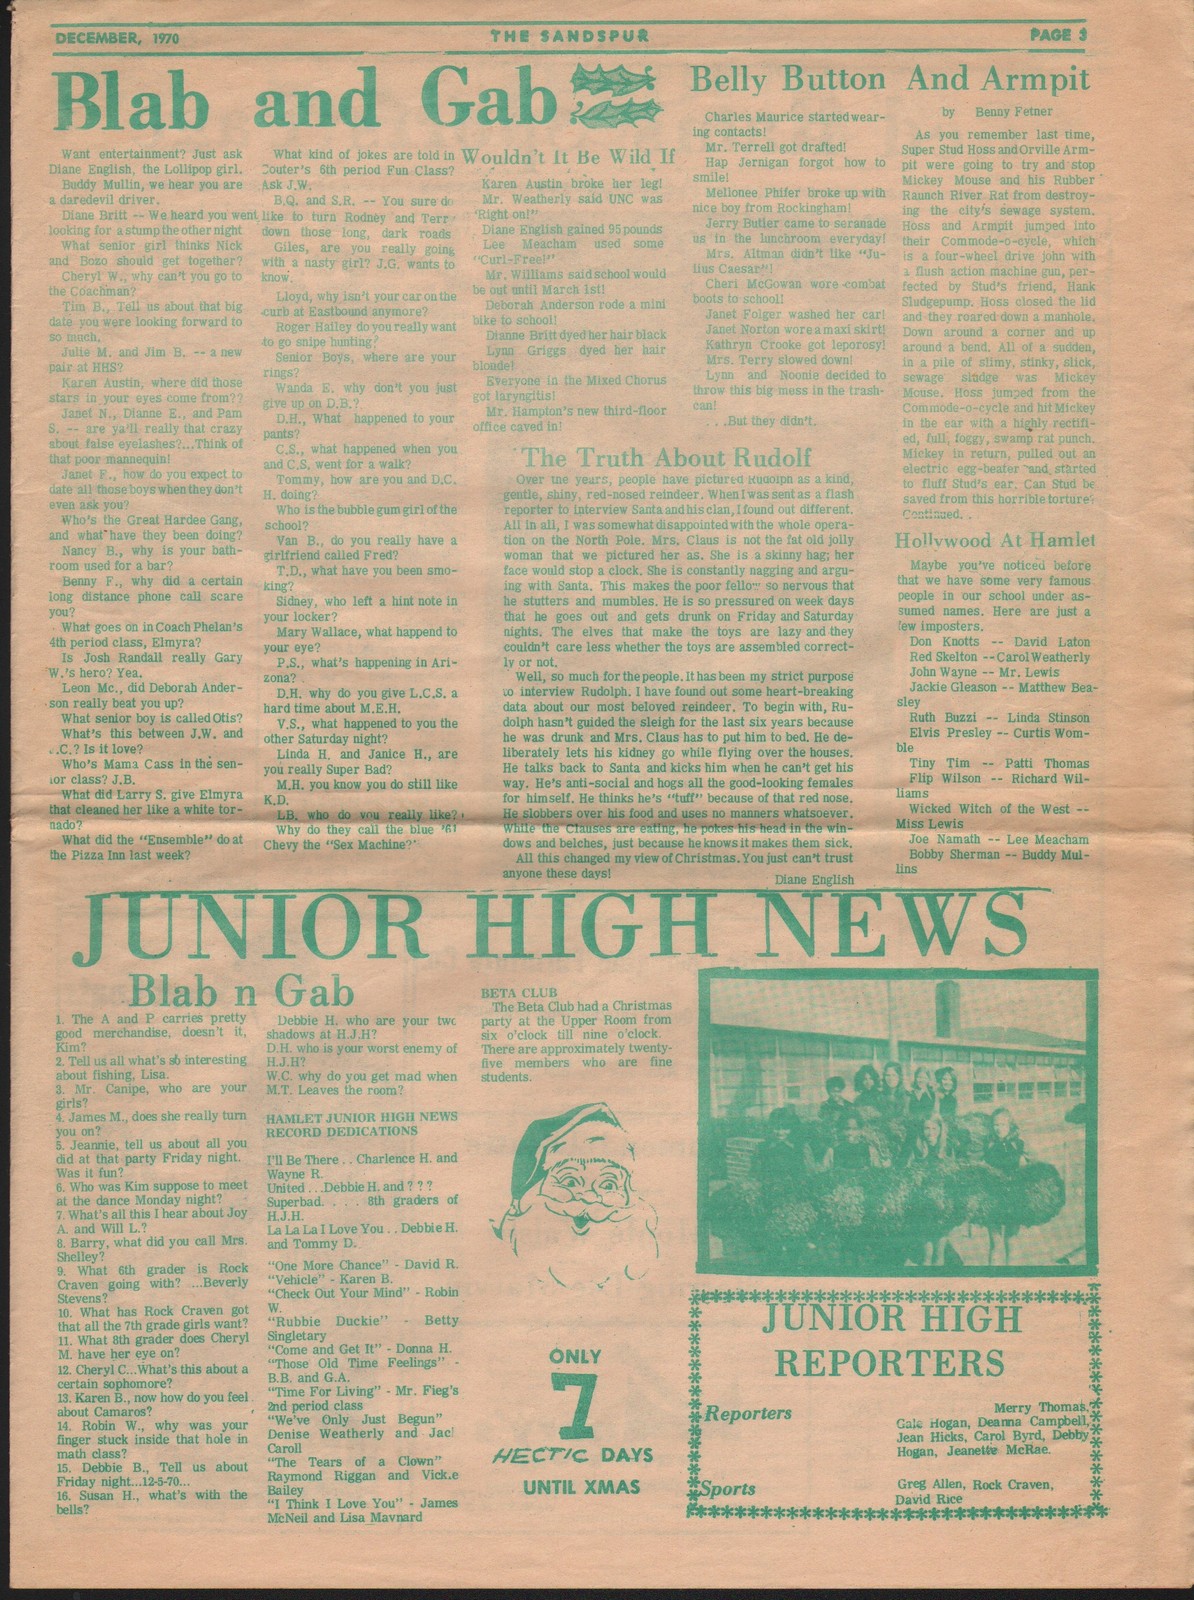 DECEMBER, 1970
THE SANDSPUR
PAGE 3
Blab and Gab
Want entertainment? Just ask
Diane English, the Lollipop girl.
Buddy Mullin, we hear you are
a daredevil driver.
Diane Britt -- We heard you went
looking for a stump the other night
What senior girl thinks Nick
and Bozo should get together?
Cheryl W., why can't you go to
the Coachman?
Tim B., Tell us about that big
date you were looking forward to
so much.
Julie M. and Jim B. -- a new
pair at HHS?
Karen Austin, where did those
stars in your eyes come from??
Janet N., Dianne E., and Pam
S. -- are ya'll really that crazy
about false eyelashes?...Think of
that poor mannequin!
Janet F., how do you expect to
date all those boys when they don't
even ask you?
Who's the Great Hardee Gang,
and what have they been doing?
Nancy B., why is your bath-
room used for a bar?
Benny F., why did a certain
long distance phone call scare
you?
What goes on in Coach Phelan's
4th period class, Elmyra?
Is Josh Randall really Gary
W.'s hero? Yea.
Leon Mc., did Deborah Ander-
son really beat you up?
What senior boy is called Otis?
What's this between J.W. and
.C.? Is it love?
Who's Mama Cass in the sen-
ior class? J.B.
What did Larry S. give Elmyra
that cleaned her like a white tor-
nado?
What did the "Ensemble" do at
the Pizza Inn last week?
What kind of jokes are told in
Couter's 6th period Fun Class?
Ask J.W.
B.Q. and S.R. -- You sure do
like to turn Rodney and Terr
down those long, dark roads
Giles, are you really going
with a nasty girl? J.G. wants to
know.
Lloyd, why isn't your car on the
curb at Eastbound anymore?
Roger Hailey do you really want
to go snipe hunting?
Senior Boys, where are your
rings?
Wanda E. why don't you just
give up on D.B.?
D.H., What happened to your
pants?
C.S., what happened when you
and C.S. went for a walk?
Tommy, how are you and D.C.
H. doing?
Who is the bubble gum girl of the
school?
Van B., do you really have a
girlfriend called Fred?
T.D., what have you been smo-
king?
Sidney, who left a hint note in
your locker?
Mary Wallace, what happend to
your eye?
P.S., what's happening in Ari-
zona?
D.H. why do you give L.C.S. a
hard time about M.E.H.
V.S., what happened to you the
other Saturday night?
Linda H. and Janice H., are
you really Super Bad?
M.H. you know you do still like
K.D.
LB. who do you really like?
Why do they call the blue '61
Chevy the "Sex Machine?"
Wouldn't It Be Wild If
Karen Austin broke her leg!
Mr. Weatherly said UNC was
'Right on!"
Diane English gained 95 pounds
Lee Meacham used some
"Curl-Free!"
Mr. Williams said school would
be out until March 1st!
Deborah Anderson rode a mini
bike to school!
Dianne Britt dyed her hair black
Lynn Griggs dyed her hair
blonde!
Everyone in the Mixed Chorus
got laryngitis!
Mr. Hampton's new third-floor
office caved in!
Charles Maurice started wear-
ing contacts!
Mr. Terrell got drafted!
Hap Jernigan forgot how to
smile!
Mellonee Phifer broke up with
nice boy from Rockingham!
Jerry Butler came to seranade
us in the lunchroom everyday!
Mrs. Altman didn't like "Ju-
lius Caesar"!
Cheri McGowan wore combat
boots to school!
Janet Folger washed her car!
Janet Norton wore a maxi skirt!
Kathryn Crooke got leporosy!
Mrs. Terry slowed down!
Lynn and Noonie decided to
throw this big mess in the trash-
can!
. . .But they didn't.
The Truth About Rudolf
Over the years, people have pictured Rudolph as a kind,
gentle, shiny, red-nosed reindeer. When I was sent as a flash
reporter to interview Santa and his clan, I found out different.
All in all, I was somewhat disappointed with the whole opera-
tion on the North Pole. Mrs. Claus is not the fat old jolly
woman that we pictured her as. She is a skinny hag; her
face would stop a clock. She is constantly nagging and argu-
ing with Santa. This makes the poor fellow so nervous that
he stutters and mumbles. He is so pressured on week days
that he goes out and gets drunk on Friday and Saturday
nights. The elves that make the toys are lazy and they
couldn't care less whether the toys are assembled correct-
ly or not.
Well, so much for the people. It has been my strict purpose
to interview Rudolph. I have found out some heart-breaking
data about our most beloved reindeer. To begin with, Ru-
dolph hasn't guided the sleigh for the last six years because
he was drunk and Mrs. Claus has to put him to bed. He de-
liberately lets his kidney go while flying over the houses.
He talks back to Santa and kicks him when he can't get his
way. He's anti-social and hogs all the good-looking females
for himself. He thinks he's "tuff" because of that red nose.
He slobbers over his food and uses no manners whatsoever.
While the Clauses are eating, he pokes his head in the win-
dows and belches, just because he knows it makes them sick.
All this changed my view of Christmas. You just can't trust
anyone these days!
Diane English
Belly Button And Armpit
by Benny Fetner
As you remember last time,
Super Stud Hoss and Orville Arm-
pit were going to try and stop
Mickey Mouse and his Rubber
Raunch River Rat from destroy-
ing the city's sewage system.
Hoss and Armpit jumped into
their Commode-o-cycle, which
is a four-wheel drive john with
a flush action machine gun, per-
fected by Stud's friend, Hank
Sludgepump. Hoss closed the lid
and they roared down a manhole.
Down around a corner and up
around a bend. All of a sudden,
in a pile of slimy, stinky, slick,
sewage sludge was Mickey
Mouse. Hoss jumped from the
Commode-o-cycle and hit Mickey
in the ear with a highly rectifi-
ed, full, foggy, swamp rat punch.
Mickey in return, pulled out an
electric egg-beater and started
to fluff Stud's ear. Can Stud be
saved from this horrible torture?
Continued. .
Hollywood At Hamlet
Maybe you've noticed before
that we have some very famous
people in our school under as-
sumed names. Here are just a
few imposters.
Don Knotts -- David Laton
Red Skelton -- Carol Weatherly
John Wayne -- Mr. Lewis
Jackie Gleason -- Matthew Bea-
sley
Ruth Buzzi -- Linda Stinson
Elvis Presley -- Curtis Wom-
ble
Tiny Tim -- Patti Thomas
Flip Wilson -- Richard Wil-
liams
Wicked Witch of the West --
Miss Lewis
Joe Namath -- Lee Meacham
Bobby Sherman -- Buddy Mul-
lins
JUNIOR HIGH NEWS
Blab n Gab
1. The A and P carries pretty
good merchandise, doesn't it,
Kim?
2. Tell us all what's so interesting
about fishing, Lisa.
3. Mr. Canipe, who are your
girls?
4. James M., does she really turn
you on?
5. Jeannie, tell us about all you
did at that party Friday night.
Was it fun?
6. Who was Kim suppose to meet
at the dance Monday night?
7. What's all this I hear about Joy
A. and Will L.?
8. Barry, what did you call Mrs.
Shelley?
9. What 6th grader is Rock
Craven going with? ...Beverly
Stevens?
10. What has Rock Craven got
that all the 7th grade girls want?
11. What 8th grader does Cheryl
M. have her eye on?
12. Cheryl C...What's this about a
certain sophomore?
13. Karen B., now how do you feel
about Camaros?
14. Robin W., why was your
finger stuck inside that hole in
math class?
15. Debbie B., Tell us about
Friday night...12-5-70...
16. Susan H., what's with the
bells?
Debbie H. who are your two
shadows at H.J.H?
D.H. who is your worst enemy of
H.J.H?
W.C. why do you get mad when
M.T. Leaves the room?
HAMLET JUNIOR HIGH NEWS
RECORD DEDICATIONS
I'll Be There . . Charlence H. and
Wayne R.
United . . .Debbie H. and ? ? ?
Superbad. . . . 8th graders of
H.J.H.
La La La I Love You . . Debbie H.
and Tommy D.
"One More Chance" - David R.
"Vehicle" - Karen B.
"Check Out Your Mind" - Robin
W.
"Rubbie Duckie" - Betty
Singletary
"Come and Get It" - Donna H.
"Those Old Time Feelings" -
B.B. and G.A.
"Time For Living" - Mr. Fieg's
2nd period class
"We've Only Just Begun"
Denise Weatherly and Jac!
Caroll
"The Tears of a Clown"
Raymond Riggan and Vick.e
Bailey
"I Think I Love You" - James
McNeil and Lisa Maynard
BETA CLUB
The Beta Club had a Christmas
party at the Upper Room from
six o'clock till nine o'clock.
There are approximately twenty-
five members who are fine
students.
ONLY
7
HECTIC DAYS
UNTIL XMAS
JUNIOR HIGH
REPORTERS
Reporters
Merry Thomas,
Gale Hogan, Deanna Campbell,
Jean Hicks, Carol Byrd, Debby
Hogan, Jeanette McRae.
Sports
Greg Allen, Rock Craven,
David Rice